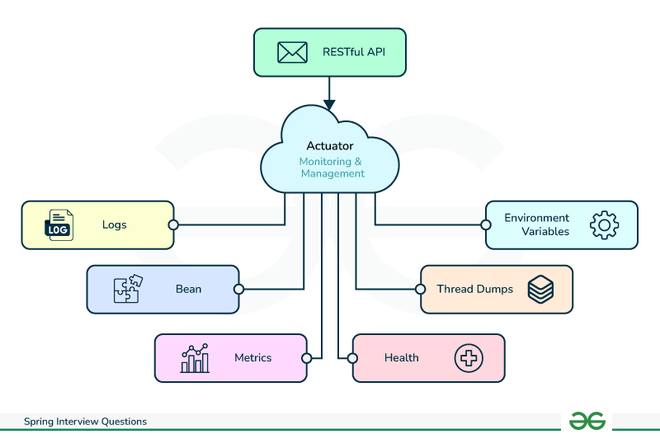 RESTful API
Actuator
Monitoring &
Management
LOG
Logs
Environment
Variables
Bean
Thread Dumps
Metrics
Health
Spring Interview Questions